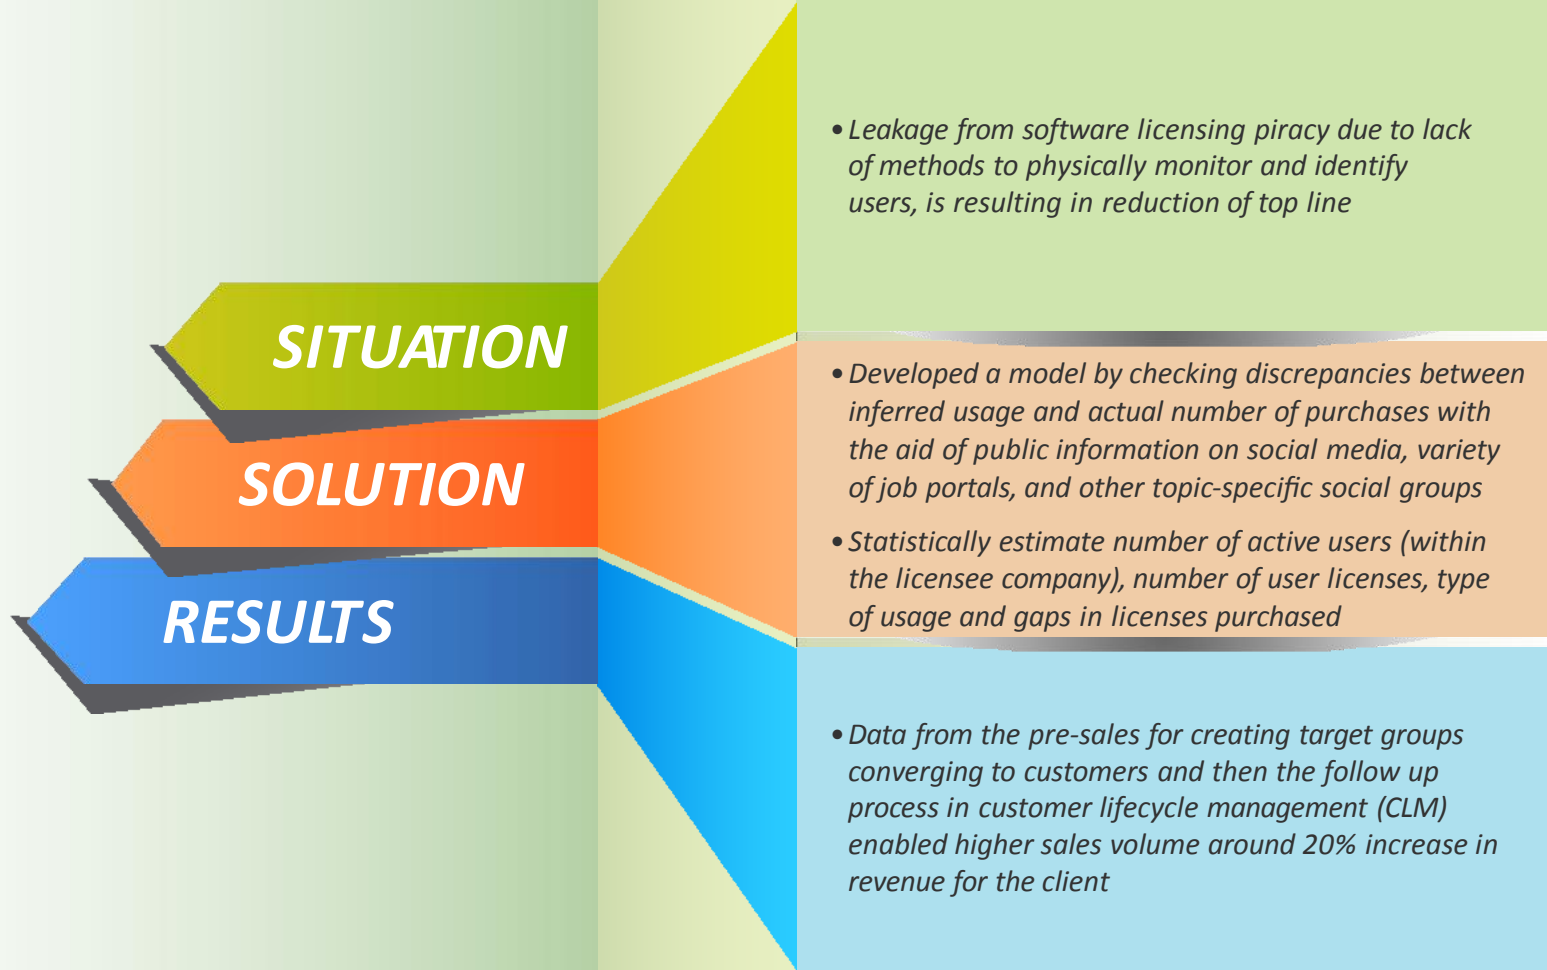 SITUATION
• Leakage from software licensing piracy due to lack
of methods to physically monitor and identify
users, is resulting in reduction of top line
SOLUTION
• Developed a model by checking discrepancies between
inferred usage and actual number of purchases with
the aid of public information on social media, variety
of job portals, and other topic-specific social groups
• Statistically estimate number of active users (within
the licensee company), number of user licenses, type
of usage and gaps in licenses purchased
RESULTS
• Data from the pre-sales for creating target groups
converging to customers and then the follow up
process in customer lifecycle management (CLM)
enabled higher sales volume around 20% increase in
revenue for the client